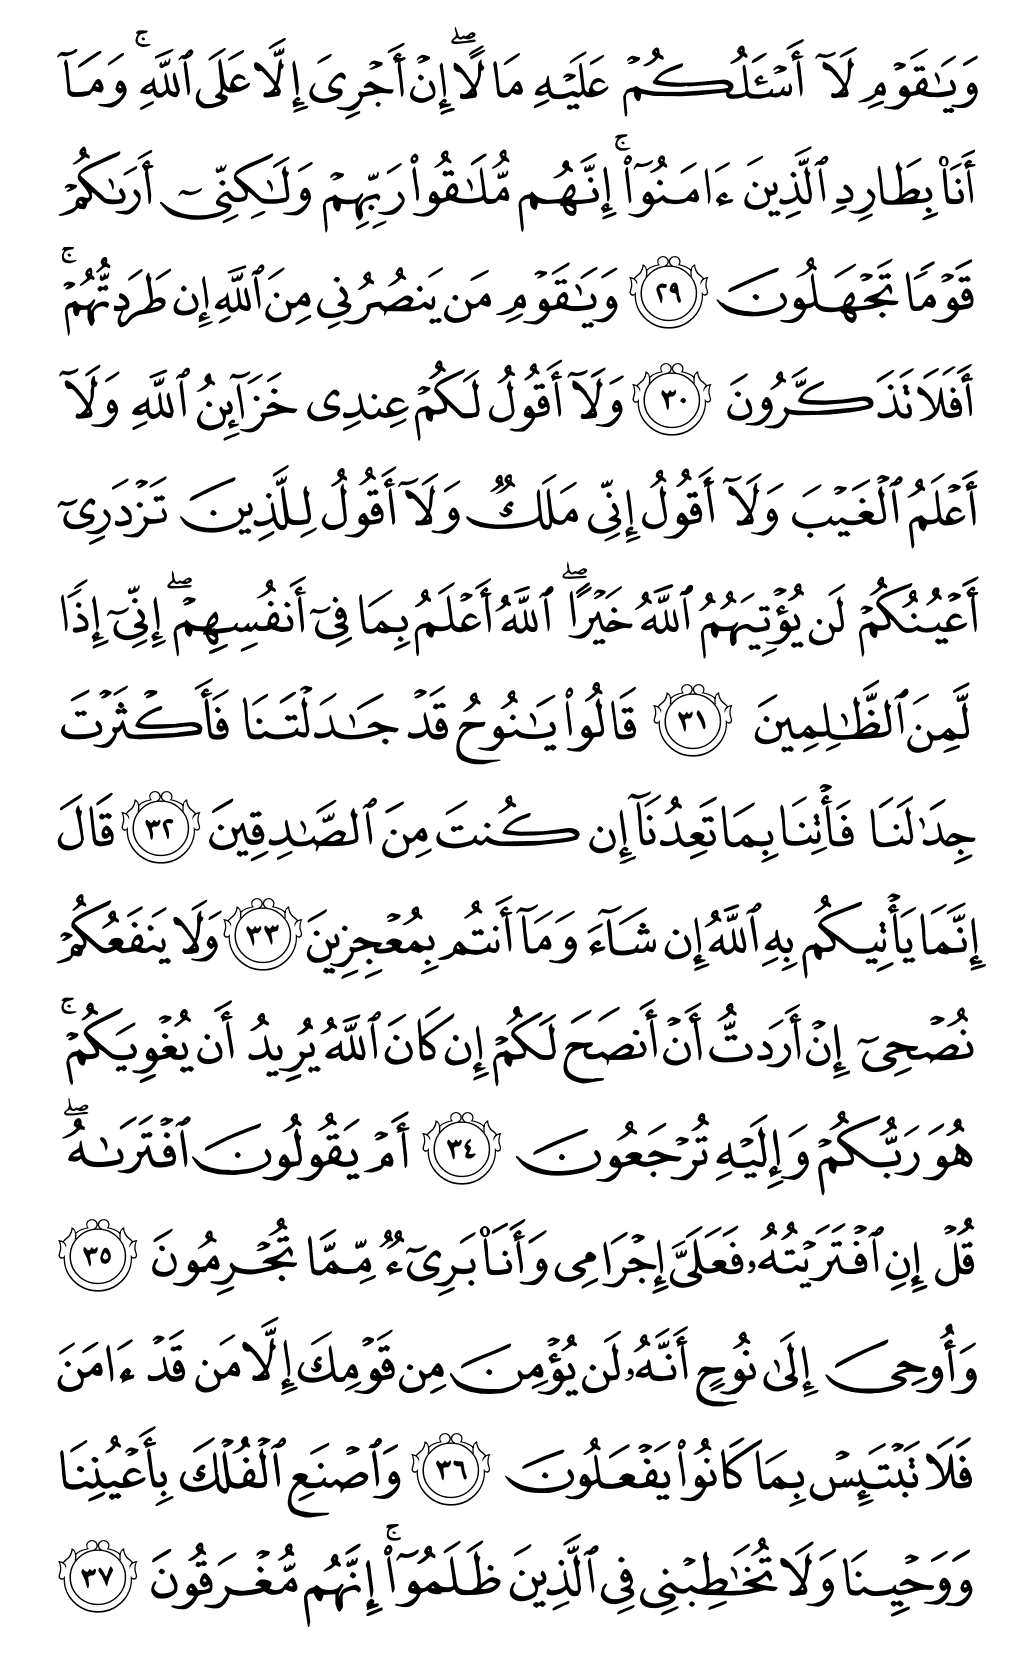 وَيَـٰقَوْمِ لَآ أَسْـَٔلُكُمْ عَلَيْهِ مَالًا ۖ إِنْ أَجْرِىَ إِلَّا عَلَى ٱللَّهِ ۚ وَمَآ
أَنَا۠ بِطَارِدِ ٱلَّذِينَ ءَامَنُوٓا۟ ۚ إِنَّهُم مُّلَـٰقُوا۟ رَبِّهِمْ وَلَـٰكِنِّىٓ أَرَىٰكُمْ
قَوْمًا تَجْهَلُونَ ٢٩ وَيَـٰقَوْمِ مَن يَنصُرُنِى مِنَ ٱللَّهِ إِن طَرَدتُّهُمْ ۚ
أَفَلَا تَذَكَّرُونَ ٣٠ وَلَآ أَقُولُ لَكُمْ عِندِى خَزَآئِنُ ٱللَّهِ وَلَآ
أَعْلَمُ ٱلْغَيْبَ وَلَآ أَقُولُ إِنِّى مَلَكٌ وَلَآ أَقُولُ لِلَّذِينَ تَزْدَرِىٓ
أَعْيُنُكُمْ لَن يُؤْتِيَهُمُ ٱللَّهُ خَيْرًا ۖ ٱللَّهُ أَعْلَمُ بِمَا فِىٓ أَنفُسِهِمْ ۖ إِنِّىٓ إِذًا
لَّمِنَ ٱلظَّـٰلِمِينَ ٣١ قَالُوا۟ يَـٰنُوحُ قَدْ جَـٰدَلْتَنَا فَأَكْثَرْتَ
جِدَٰلَنَا فَأْتِنَا بِمَا تَعِدُنَآ إِن كُنتَ مِنَ ٱلصَّـٰدِقِينَ ٣٢ قَالَ
إِنَّمَا يَأْتِيكُم بِهِ ٱللَّهُ إِن شَآءَ وَمَآ أَنتُم بِمُعْجِزِينَ ٣٣ وَلَا يَنفَعُكُمْ
نُصْحِىٓ إِنْ أَرَدتُّ أَنْ أَنصَحَ لَكُمْ إِن كَانَ ٱللَّهُ يُرِيدُ أَن يُغْوِيَكُمْ ۚ
هُوَ رَبُّكُمْ وَإِلَيْهِ تُرْجَعُونَ ٣٤ أَمْ يَقُولُونَ ٱفْتَرَىٰهُ ۖ
قُلْ إِنِ ٱفْتَرَيْتُهُۥ فَعَلَىَّ إِجْرَامِى وَأَنَا۠ بَرِىٓءٌ مِّمَّا تُجْرِمُونَ ٣٥
وَأُوحِىَ إِلَىٰ نُوحٍ أَنَّهُۥ لَن يُؤْمِنَ مِن قَوْمِكَ إِلَّا مَن قَدْ ءَامَنَ
فَلَا تَبْتَئِسْ بِمَا كَانُوا۟ يَفْعَلُونَ ٣٦ وَٱصْنَعِ ٱلْفُلْكَ بِأَعْيُنِنَا
وَوَحْيِنَا وَلَا تُخَـٰطِبْنِى فِى ٱلَّذِينَ ظَلَمُوٓا۟ ۚ إِنَّهُم مُّغْرَقُونَ ٣٧